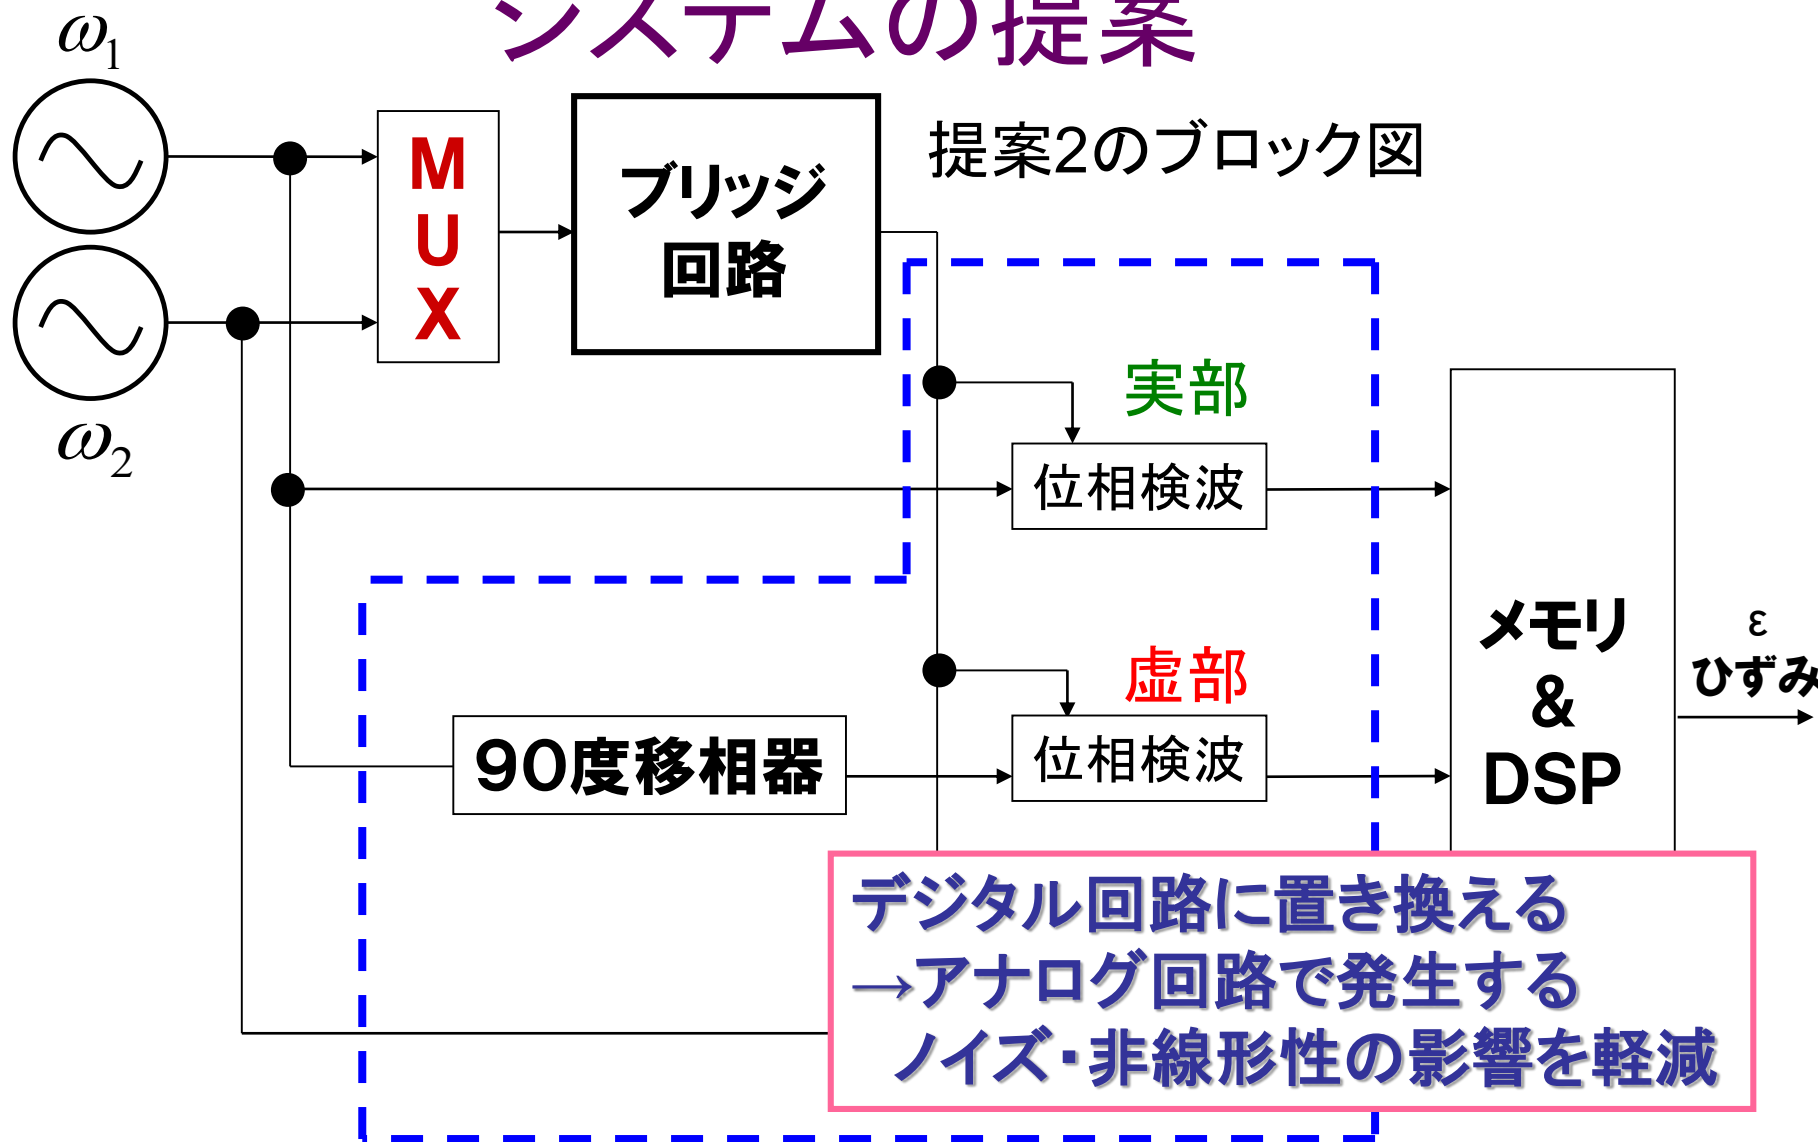 システムの提案
ω1
提案2のブロック図
M
U
X
ブリッジ
回路
ω2
実部
位相検波
メモリ
&
DSP
ε
ひずみ
虚部
90度移相器
位相検波
デジタル回路に置き換える
→アナログ回路で発生する
ノイズ・非線形性の影響を軽減